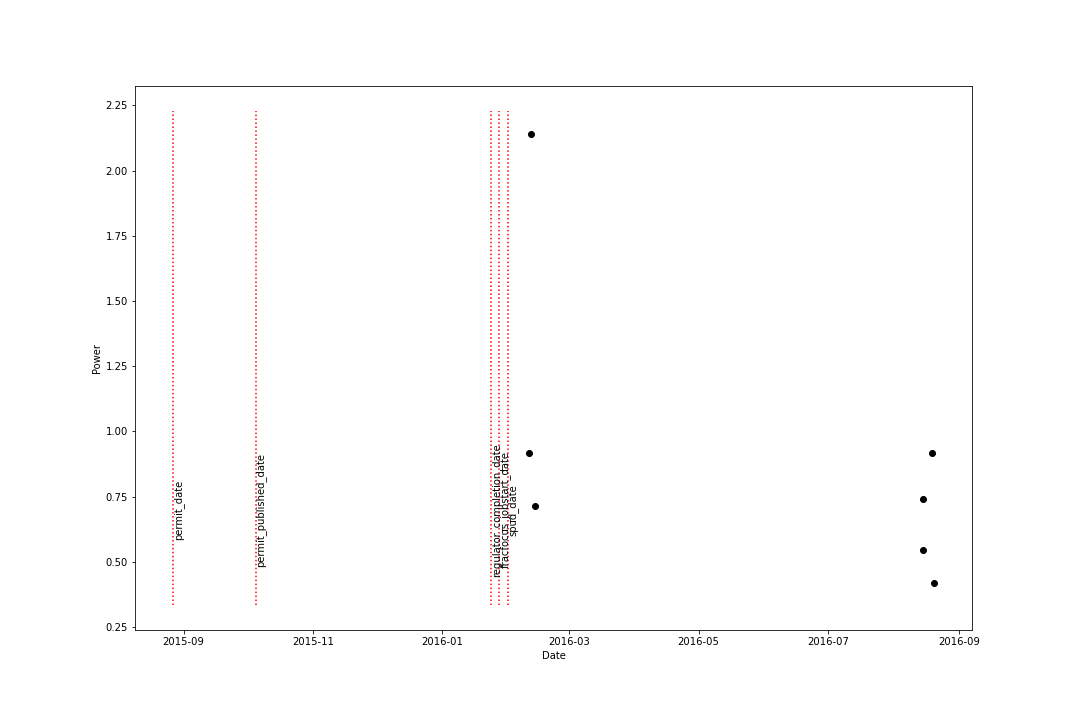 2.25
2.00
1.75
1.50
1.25
1.00
0.75
0.50
0.25
Power
permit_date
permit_published_date
regulator_completion_date
fracfocus_jobstart_date
spud_date
2015-09
2015-11
2016-01
2016-03
2016-05
2016-07
2016-09
Date